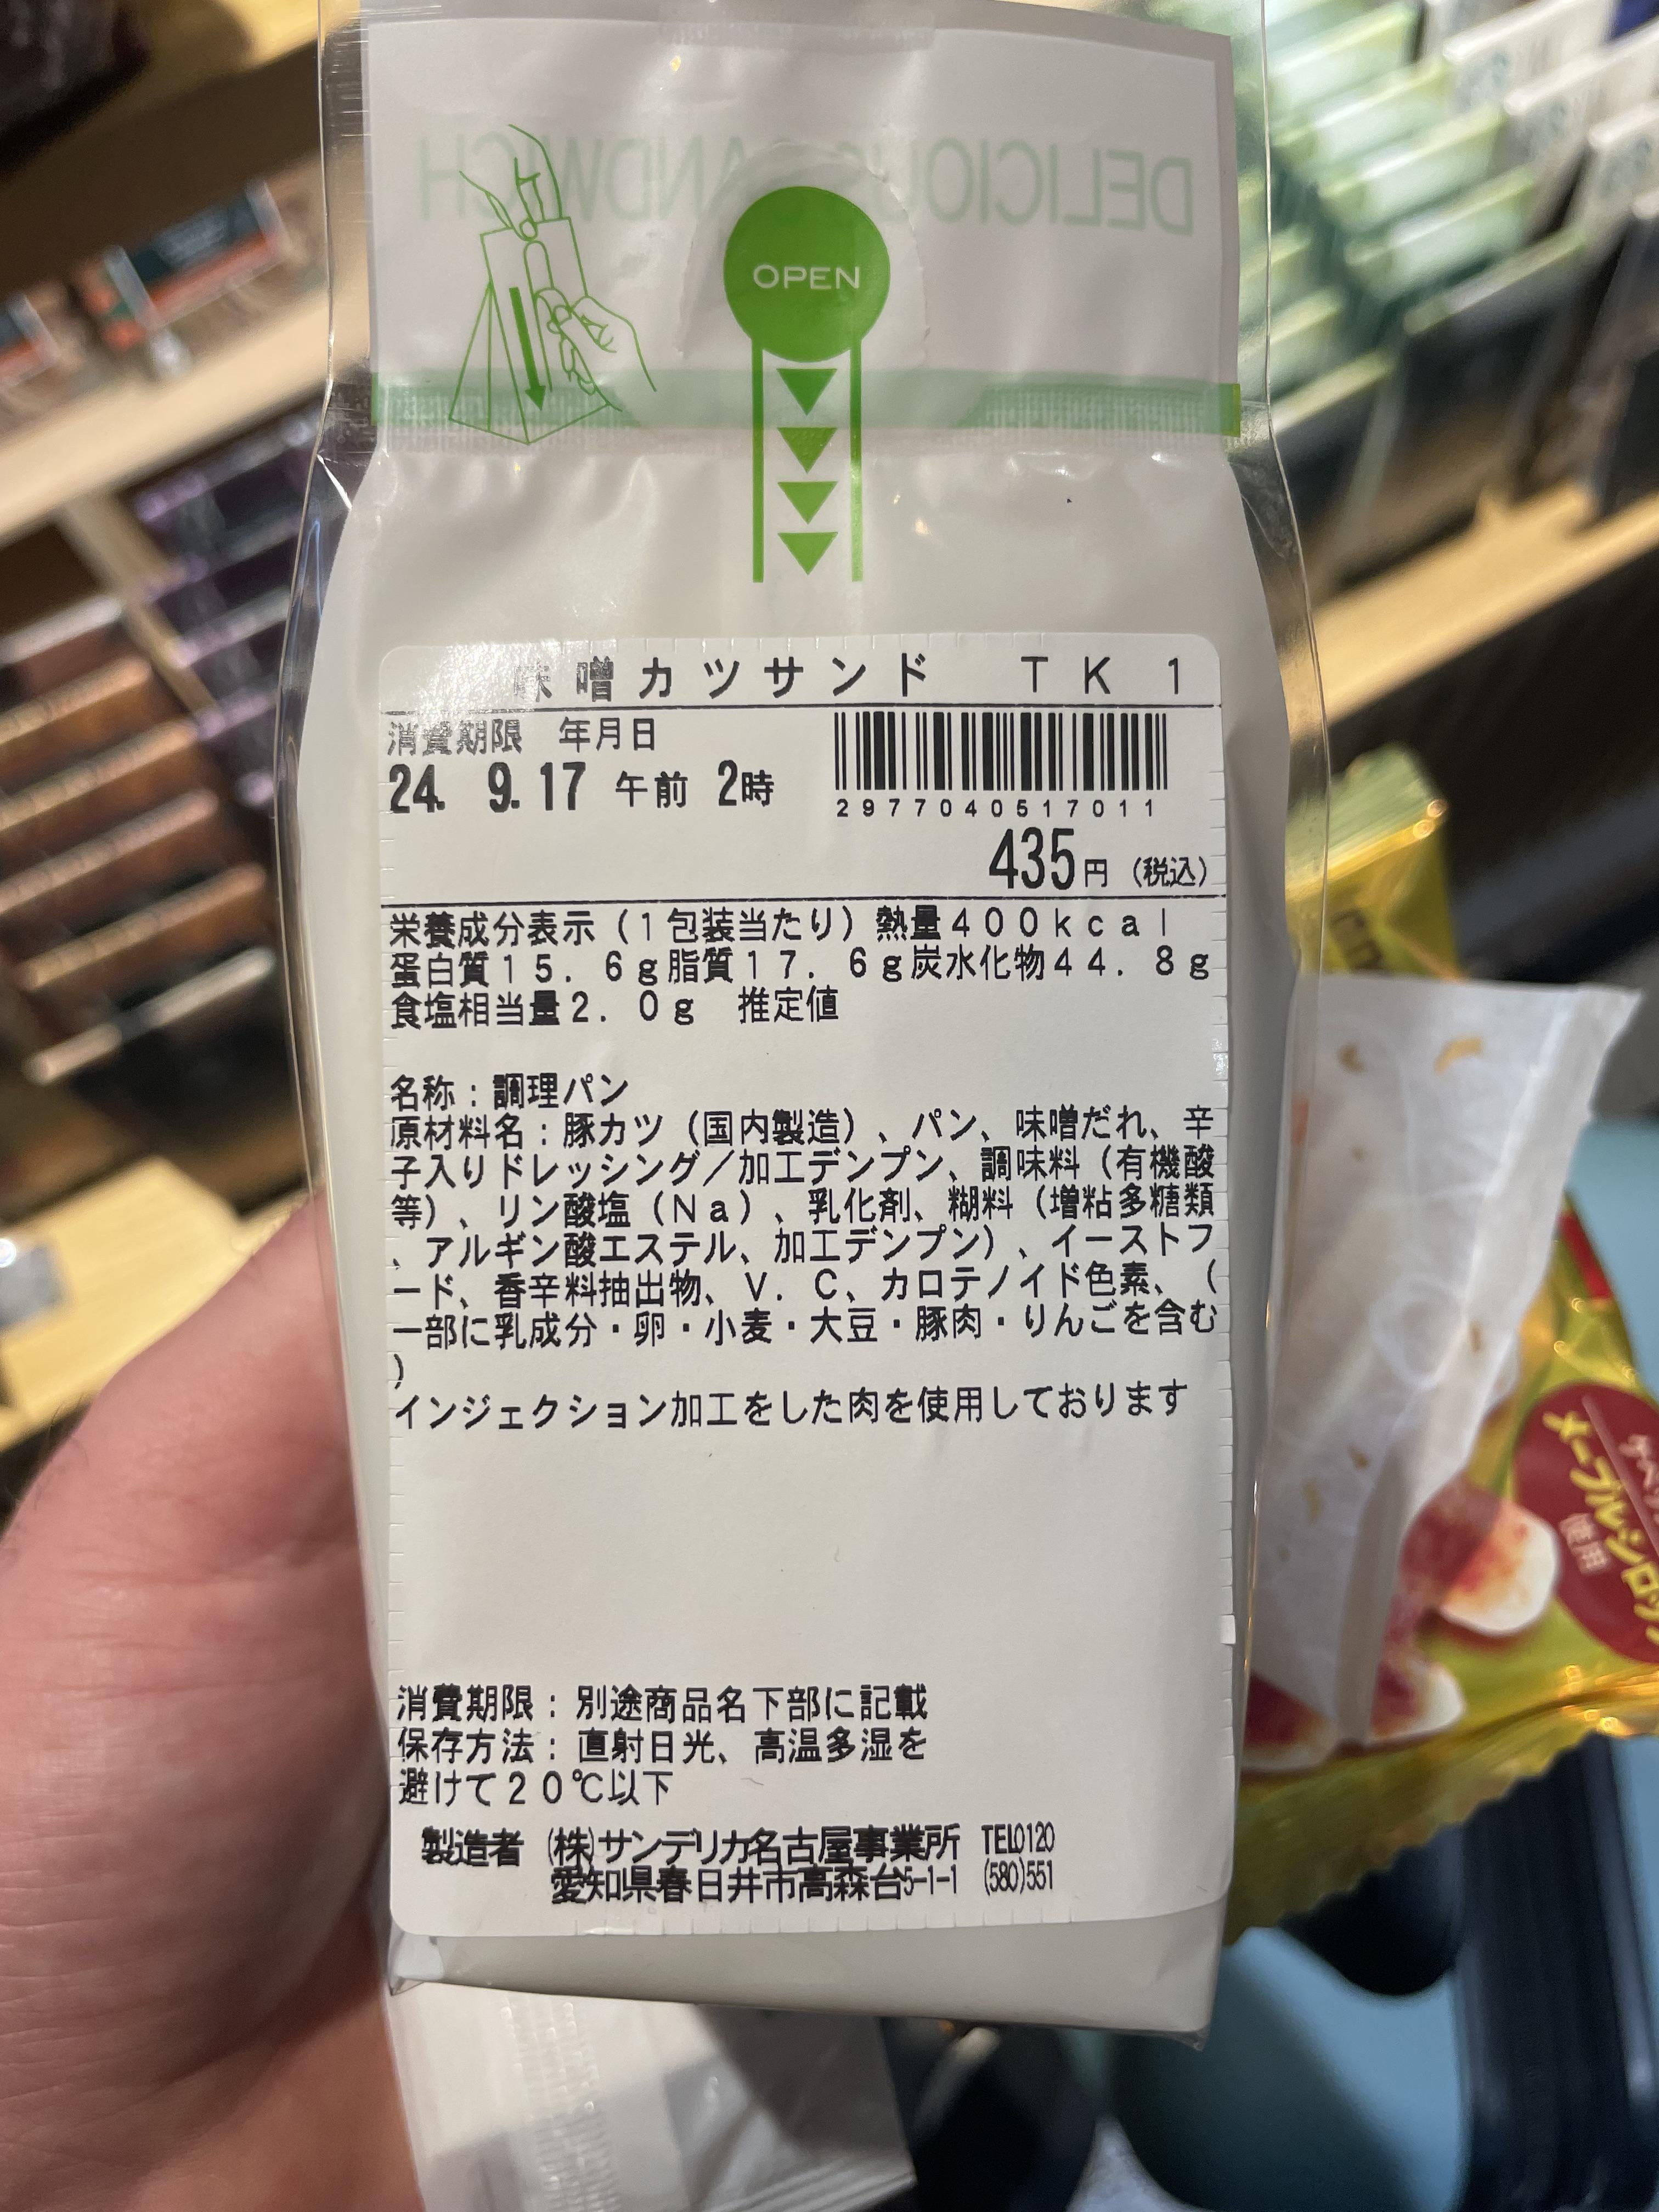 DELICIOUS SANDWICH
OPEN
味噌カツサンド TK1
消費期限 年月日
24. 9.17 午前 2時
2977040517011
435円 (税込)
栄養成分表示(1包装当たり)熱量400kcal
蛋白質15.6g脂質17.6g炭水化物44.8g
食塩相当量2.0g 推定値
名称:調理パン
原材料名:豚カツ(国内製造)、パン、味噌だれ、辛
子入りドレッシング/加工デンプン、調味料(有機酸
等)、リン酸塩(Na)、乳化剤、糊料(増粘多糖類
、アルギン酸エステル、加工デンプン)、イーストフ
ード、香辛料抽出物、V.C、カロテノイド色素、(
一部に乳成分・卵・小麦・大豆・豚肉・りんごを含む
)
インジェクション加工をした肉を使用しております
消費期限:別途商品名下部に記載
保存方法:直射日光、高温多湿を
避けて20℃以下
製造者 (株)サンデリカ名古屋事業所 TEL0120
愛知県春日井市高森台5-1-1 (580)551
メープルシロップ
使用